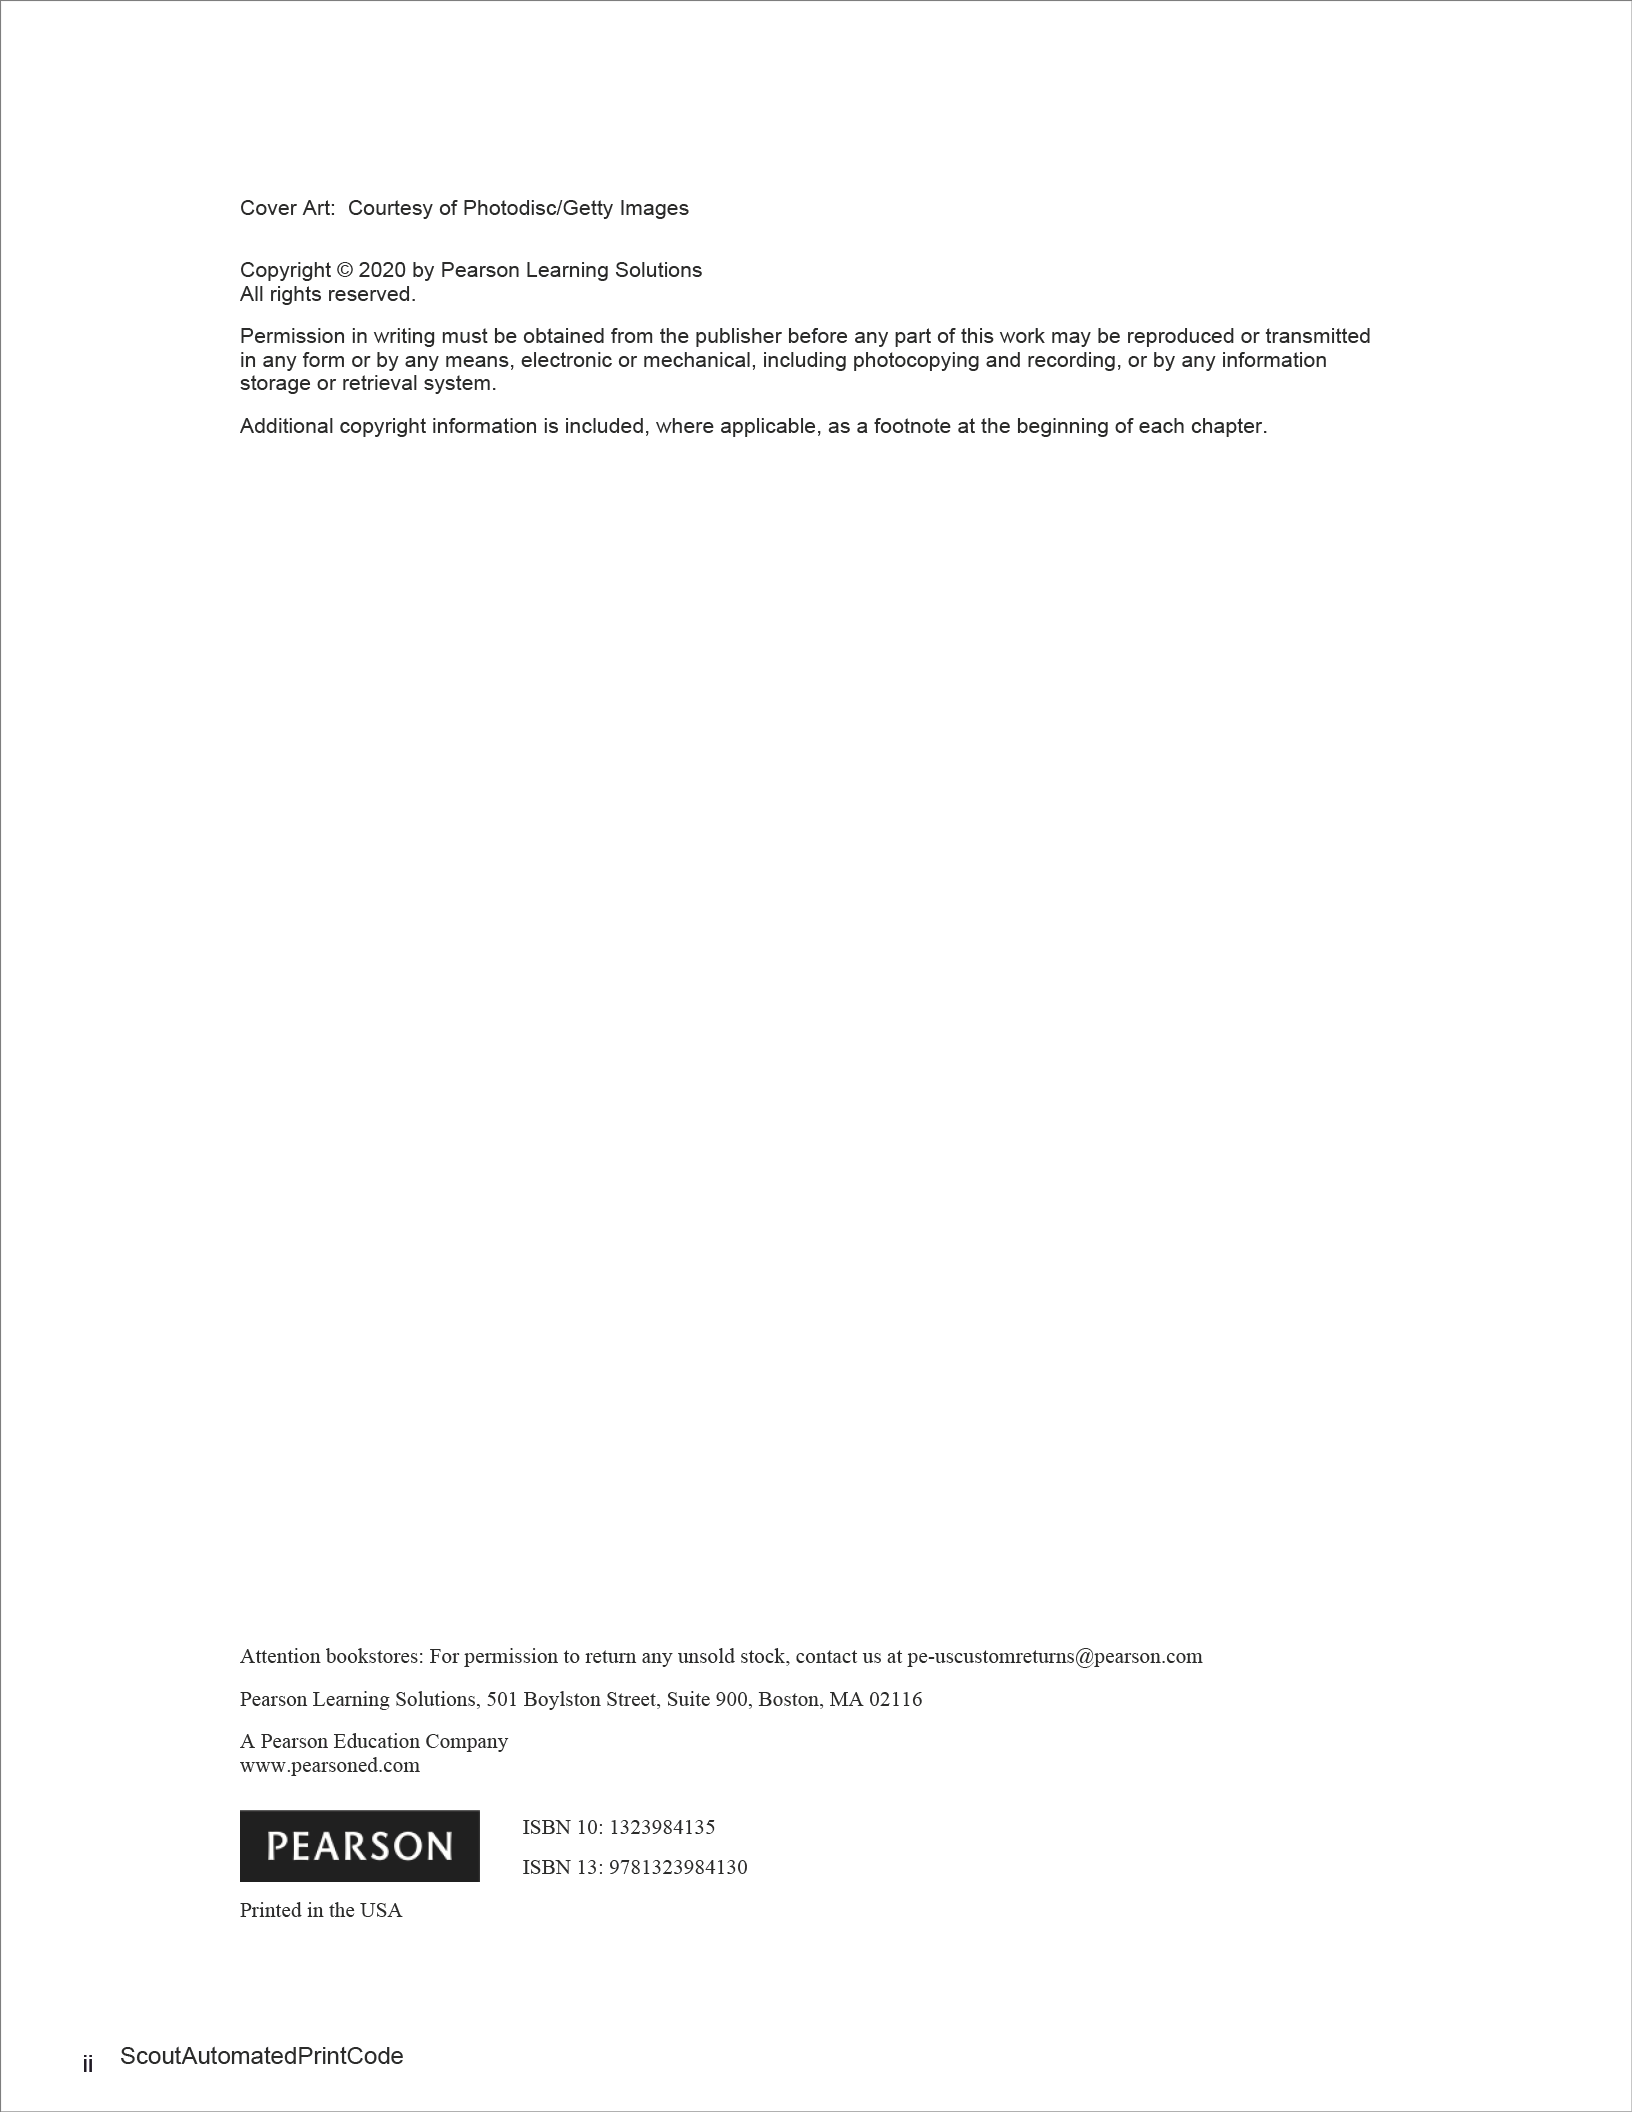 Cover Art:  Courtesy of Photodisc/Getty Images
Copyright © 2020 by Pearson Learning Solutions
All rights reserved.
Permission in writing must be obtained from the publisher before any part of this work may be reproduced or transmitted
in any form or by any means, electronic or mechanical, including photocopying and recording, or by any information
storage or retrieval system.
Additional copyright information is included, where applicable, as a footnote at the beginning of each chapter.
Attention bookstores: For permission to return any unsold stock, contact us at pe-uscustomreturns@pearson.com
Pearson Learning Solutions, 501 Boylston Street, Suite 900, Boston, MA 02116
A Pearson Education Company
www.pearsoned.com
PEARSON
ISBN 10: 1323984135
ISBN 13: 9781323984130
Printed in the USA
ii ScoutAutomatedPrintCode